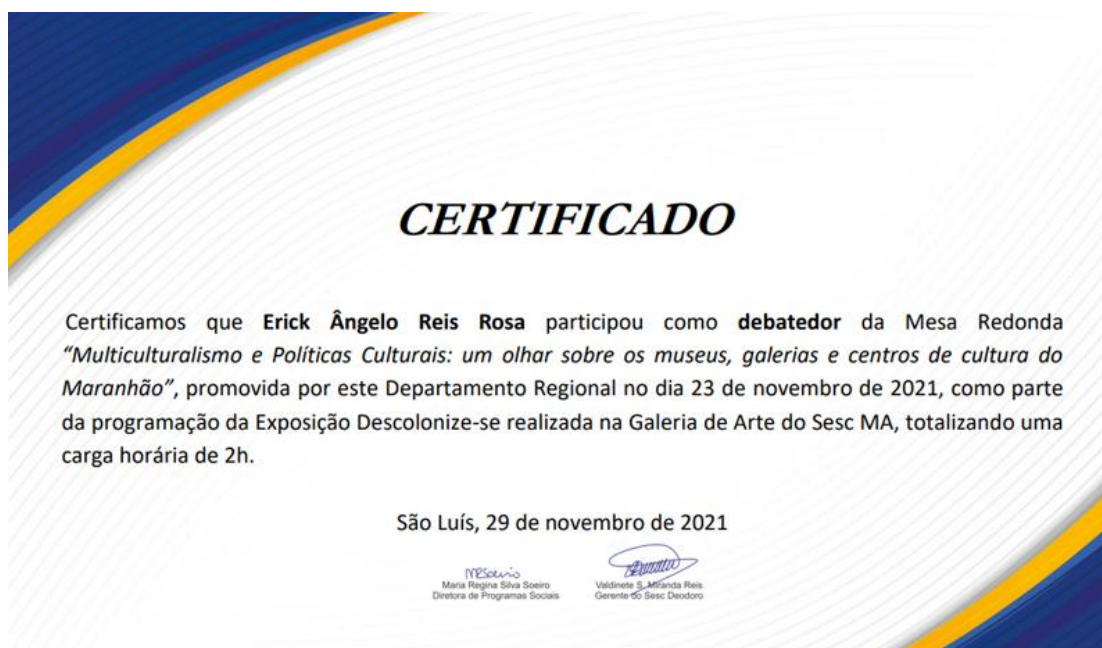 CERTIFICADO
Certificamos que Erick Ângelo Reis Rosa participou como debatedor da Mesa Redonda
“Multiculturalismo e Políticas Culturais: um olhar sobre os museus, galerias e centros de cultura do
Maranhão”, promovida por este Departamento Regional no dia 23 de novembro de 2021, como parte
da programação da Exposição Descolonize-se realizada na Galeria de Arte do Sesc MA, totalizando uma
carga horária de 2h.
São Luís, 29 de novembro de 2021
Maria Regina Silva Soeiro
Diretora de Programas Sociais
Valdinete S. Miranda Reis
Gerente do Sesc Deodoro